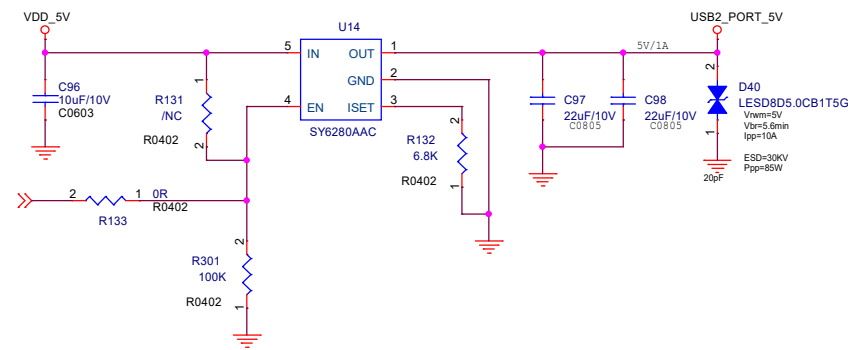 VDD_5V
USB2_PORT_5V
U14
5
IN
OUT
1
5V/1A
GND
2
4
EN
ISET
3
SY6280AAC
C96
10uF/10V
C0603
1
R131
/NC
2
R0402
2
R132
6.8K
R0402
1
C97
22uF/10V
C0805
C98
22uF/10V
C0805
2
D40
LESD8D5.0CB1T5G
Vrwm=5V
Vbr=5.6min
Ipp=10A
1
ESD=30KV
Ppp=85W
20pF
2
1
0R
R0402
R133
2
R301
100K
R0402
1